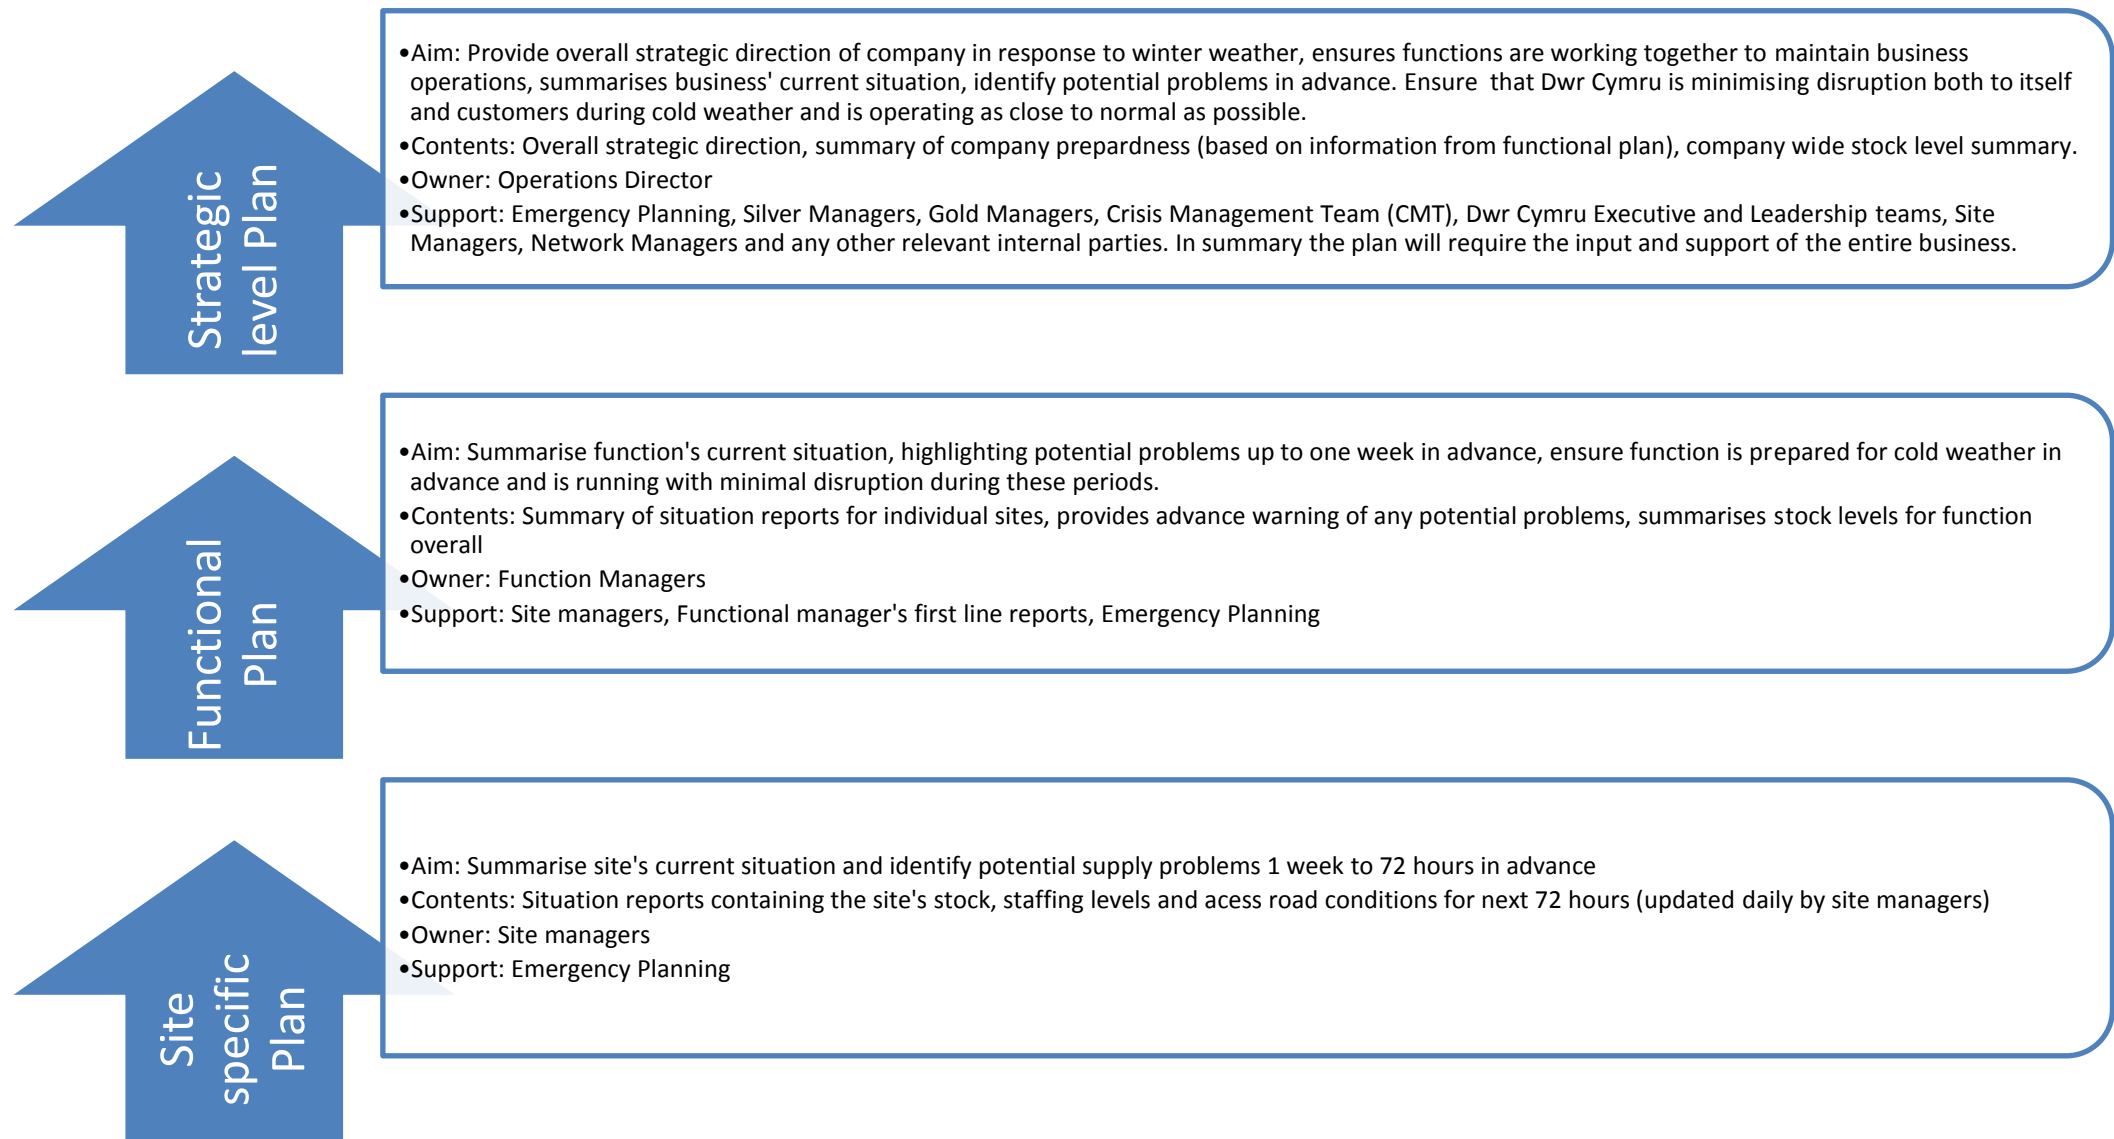 Strategic
level Plan
•Aim: Provide overall strategic direction of company in response to winter weather, ensures functions are working together to maintain business
operations, summarises business' current situation, identify potential problems in advance. Ensure that Dwr Cymru is minimising disruption both to itself
and customers during cold weather and is operating as close to normal as possible.
•Contents: Overall strategic direction, summary of company prepardness (based on information from functional plan), company wide stock level summary.
•Owner: Operations Director
•Support: Emergency Planning, Silver Managers, Gold Managers, Crisis Management Team (CMT), Dwr Cymru Executive and Leadership teams, Site
Managers, Network Managers and any other relevant internal parties. In summary the plan will require the input and support of the entire business.
Functional
Plan
•Aim: Summarise function's current situation, highlighting potential problems up to one week in advance, ensure function is prepared for cold weather in
advance and is running with minimal disruption during these periods.
•Contents: Summary of situation reports for individual sites, provides advance warning of any potential problems, summarises stock levels for function
overall
•Owner: Function Managers
•Support: Site managers, Functional manager's first line reports, Emergency Planning
Site
specific
Plan
•Aim: Summarise site's current situation and identify potential supply problems 1 week to 72 hours in advance
•Contents: Situation reports containing the site's stock, staffing levels and acess road conditions for next 72 hours (updated daily by site managers)
•Owner: Site managers
•Support: Emergency Planning